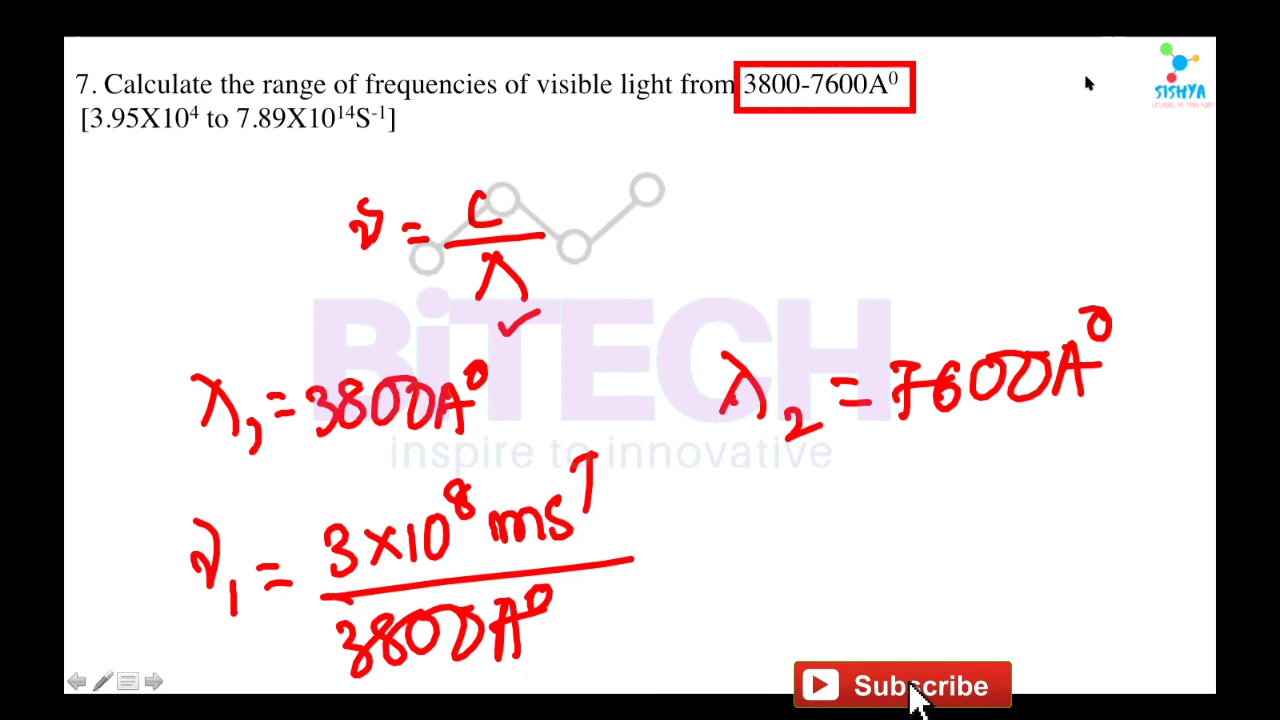 7. Calculate the range of frequencies of visible light from 3800-7600A⁰
[3.95X10⁴ to 7.89X10¹⁴S⁻¹]
SISHYA
ν = C
λ
BiTECH
inspire to innovative
λ₁ = 3800A⁰
λ₂ = 7600A⁰
ν₁ = 3×10⁸ ms⁻¹
3800A⁰
Subscribe